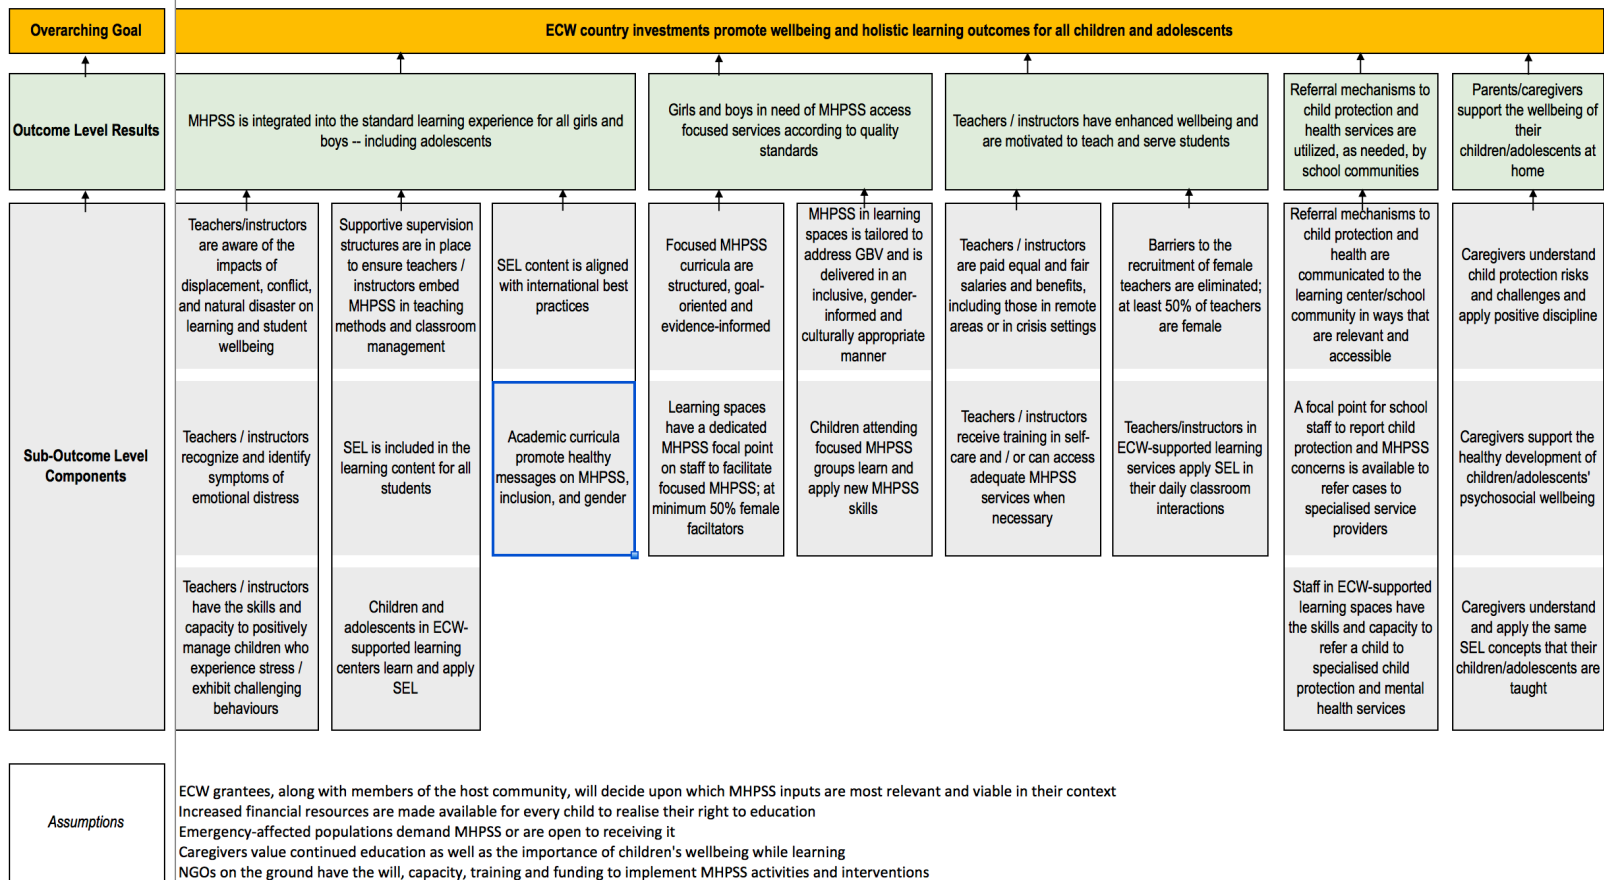 Overarching Goal
ECW country investments promote wellbeing and holistic learning outcomes for all children and adolescents
Outcome Level Results
MHPSS is integrated into the standard learning experience for all girls and
boys -- including adolescents
Girls and boys in need of MHPSS access
focused services according to quality
standards
Teachers / instructors have enhanced wellbeing and
are motivated to teach and serve students
Referral mechanisms to
child protection and
health services are
utilized, as needed, by
school communities
Parents/caregivers
support the wellbeing of
their
children/adolescents at
home
Sub-Outcome Level
Components
Teachers/instructors
are aware of the
impacts of
displacement, conflict,
and natural disaster on
learning and student
wellbeing
Supportive supervision
structures are in place
to ensure teachers /
instructors embed
MHPSS in teaching
methods and classroom
management
SEL content is aligned
with international best
practices
Focused MHPSS
curricula are
structured, goal-
oriented and
evidence-informed
MHPSS in learning
spaces is tailored to
address GBV and is
delivered in an
inclusive, gender-
informed and
culturally appropriate
manner
Teachers / instructors
are paid equal and fair
salaries and benefits,
including those in remote
areas or in crisis settings
Barriers to the
recruitment of female
teachers are eliminated;
at least 50% of teachers
are female
Referral mechanisms to
child protection and
health are
communicated to the
learning center/school
community in ways that
are relevant and
accessible
Caregivers understand
child protection risks
and challenges and
apply positive discipline
Teachers / instructors
recognize and identify
symptoms of
emotional distress
SEL is included in the
learning content for all
students
Academic curricula
promote healthy
messages on MHPSS,
inclusion, and gender
Learning spaces
have a dedicated
MHPSS focal point
on staff to facilitate
focused MHPSS; at
minimum 50% female
faciltators
Children attending
focused MHPSS
groups learn and
apply new MHPSS
skills
Teachers / instructors
receive training in self-
care and / or can access
adequate MHPSS
services when
necessary
Teachers/instructors in
ECW-supported learning
services apply SEL in
their daily classroom
interactions
A focal point for school
staff to report child
protection and MHPSS
concerns is available to
refer cases to
specialised service
providers
Caregivers support the
healthy development of
children/adolescents'
psychosocial wellbeing
Teachers / instructors
have the skills and
capacity to positively
manage children who
experience stress /
exhibit challenging
behaviours
Children and
adolescents in ECW-
supported learning
centers learn and apply
SEL
Staff in ECW-supported
learning spaces have
the skills and capacity to
refer a child to
specialised child
protection and mental
health services
Caregivers understand
and apply the same
SEL concepts that their
children/adolescents are
taught
Assumptions
ECW grantees, along with members of the host community, will decide upon which MHPSS inputs are most relevant and viable in their context
Increased financial resources are made available for every child to realise their right to education
Emergency-affected populations demand MHPSS or are open to receiving it
Caregivers value continued education as well as the importance of children's wellbeing while learning
NGOs on the ground have the will, capacity, training and funding to implement MHPSS activities and interventions